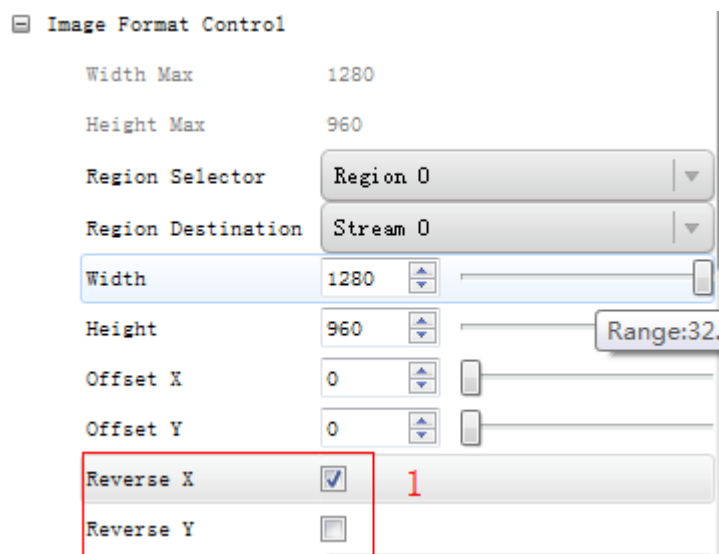 Image Format Control
Width Max 1280
Height Max 960
Region Selector Region 0
Region Destination Stream 0
Width 1280
Height 960
Range:32.
Offset X 0
Offset Y 0
Reverse X 1
Reverse Y